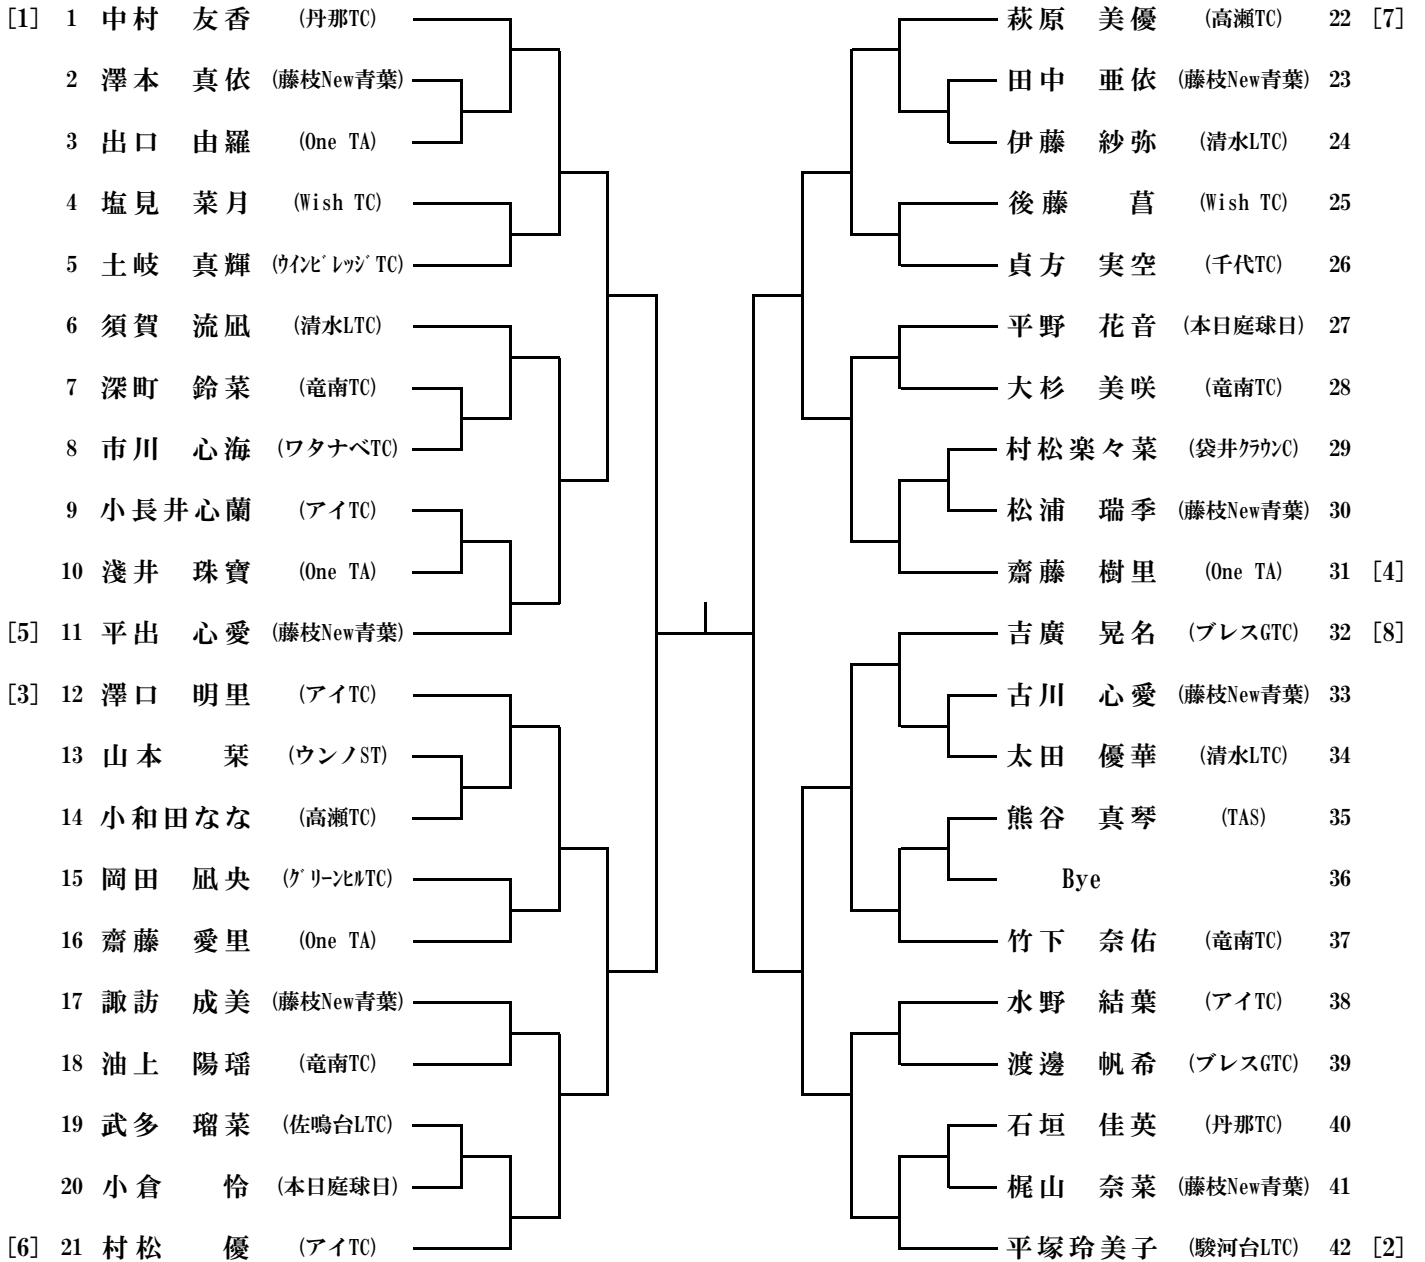 [1] 1 中村 友香 (丹那TC)
2 澤本 真依 (藤枝New青葉)
3 出口 由羅 (One TA)
4 塩見 菜月 (Wish TC)
5 土岐 真輝 (ｳｲﾝﾋﾞﾚｯｼﾞTC)
6 須賀 流凪 (清水LTC)
7 深町 鈴菜 (竜南TC)
8 市川 心海 (ワタナベTC)
9 小長井心蘭 (アイTC)
10 淺井 珠寶 (One TA)
[5] 11 平出 心愛 (藤枝New青葉)
[3] 12 澤口 明里 (アイTC)
13 山本 栞 (ウンノST)
14 小和田なな (高瀬TC)
15 岡田 凪央 (ｸﾞﾘｰﾝﾋﾙTC)
16 齋藤 愛里 (One TA)
17 諏訪 成美 (藤枝New青葉)
18 油上 陽瑶 (竜南TC)
19 武多 瑠菜 (佐鳴台LTC)
20 小倉 怜 (本日庭球日)
[6] 21 村松 優 (アイTC)
萩原 美優 (高瀬TC) 22 [7]
田中 亜依 (藤枝New青葉) 23
伊藤 紗弥 (清水LTC) 24
後藤 菖 (Wish TC) 25
貞方 実空 (千代TC) 26
平野 花音 (本日庭球日) 27
大杉 美咲 (竜南TC) 28
村松楽々菜 (袋井ｸﾗｳﾝC) 29
松浦 瑞季 (藤枝New青葉) 30
齋藤 樹里 (One TA) 31 [4]
吉廣 晃名 (ブレスGTC) 32 [8]
古川 心愛 (藤枝New青葉) 33
太田 優華 (清水LTC) 34
熊谷 真琴 (TAS) 35
Bye 36
竹下 奈佑 (竜南TC) 37
水野 結葉 (アイTC) 38
渡邊 帆希 (ブレスGTC) 39
石垣 佳英 (丹那TC) 40
梶山 奈菜 (藤枝New青葉) 41
平塚玲美子 (駿河台LTC) 42 [2]